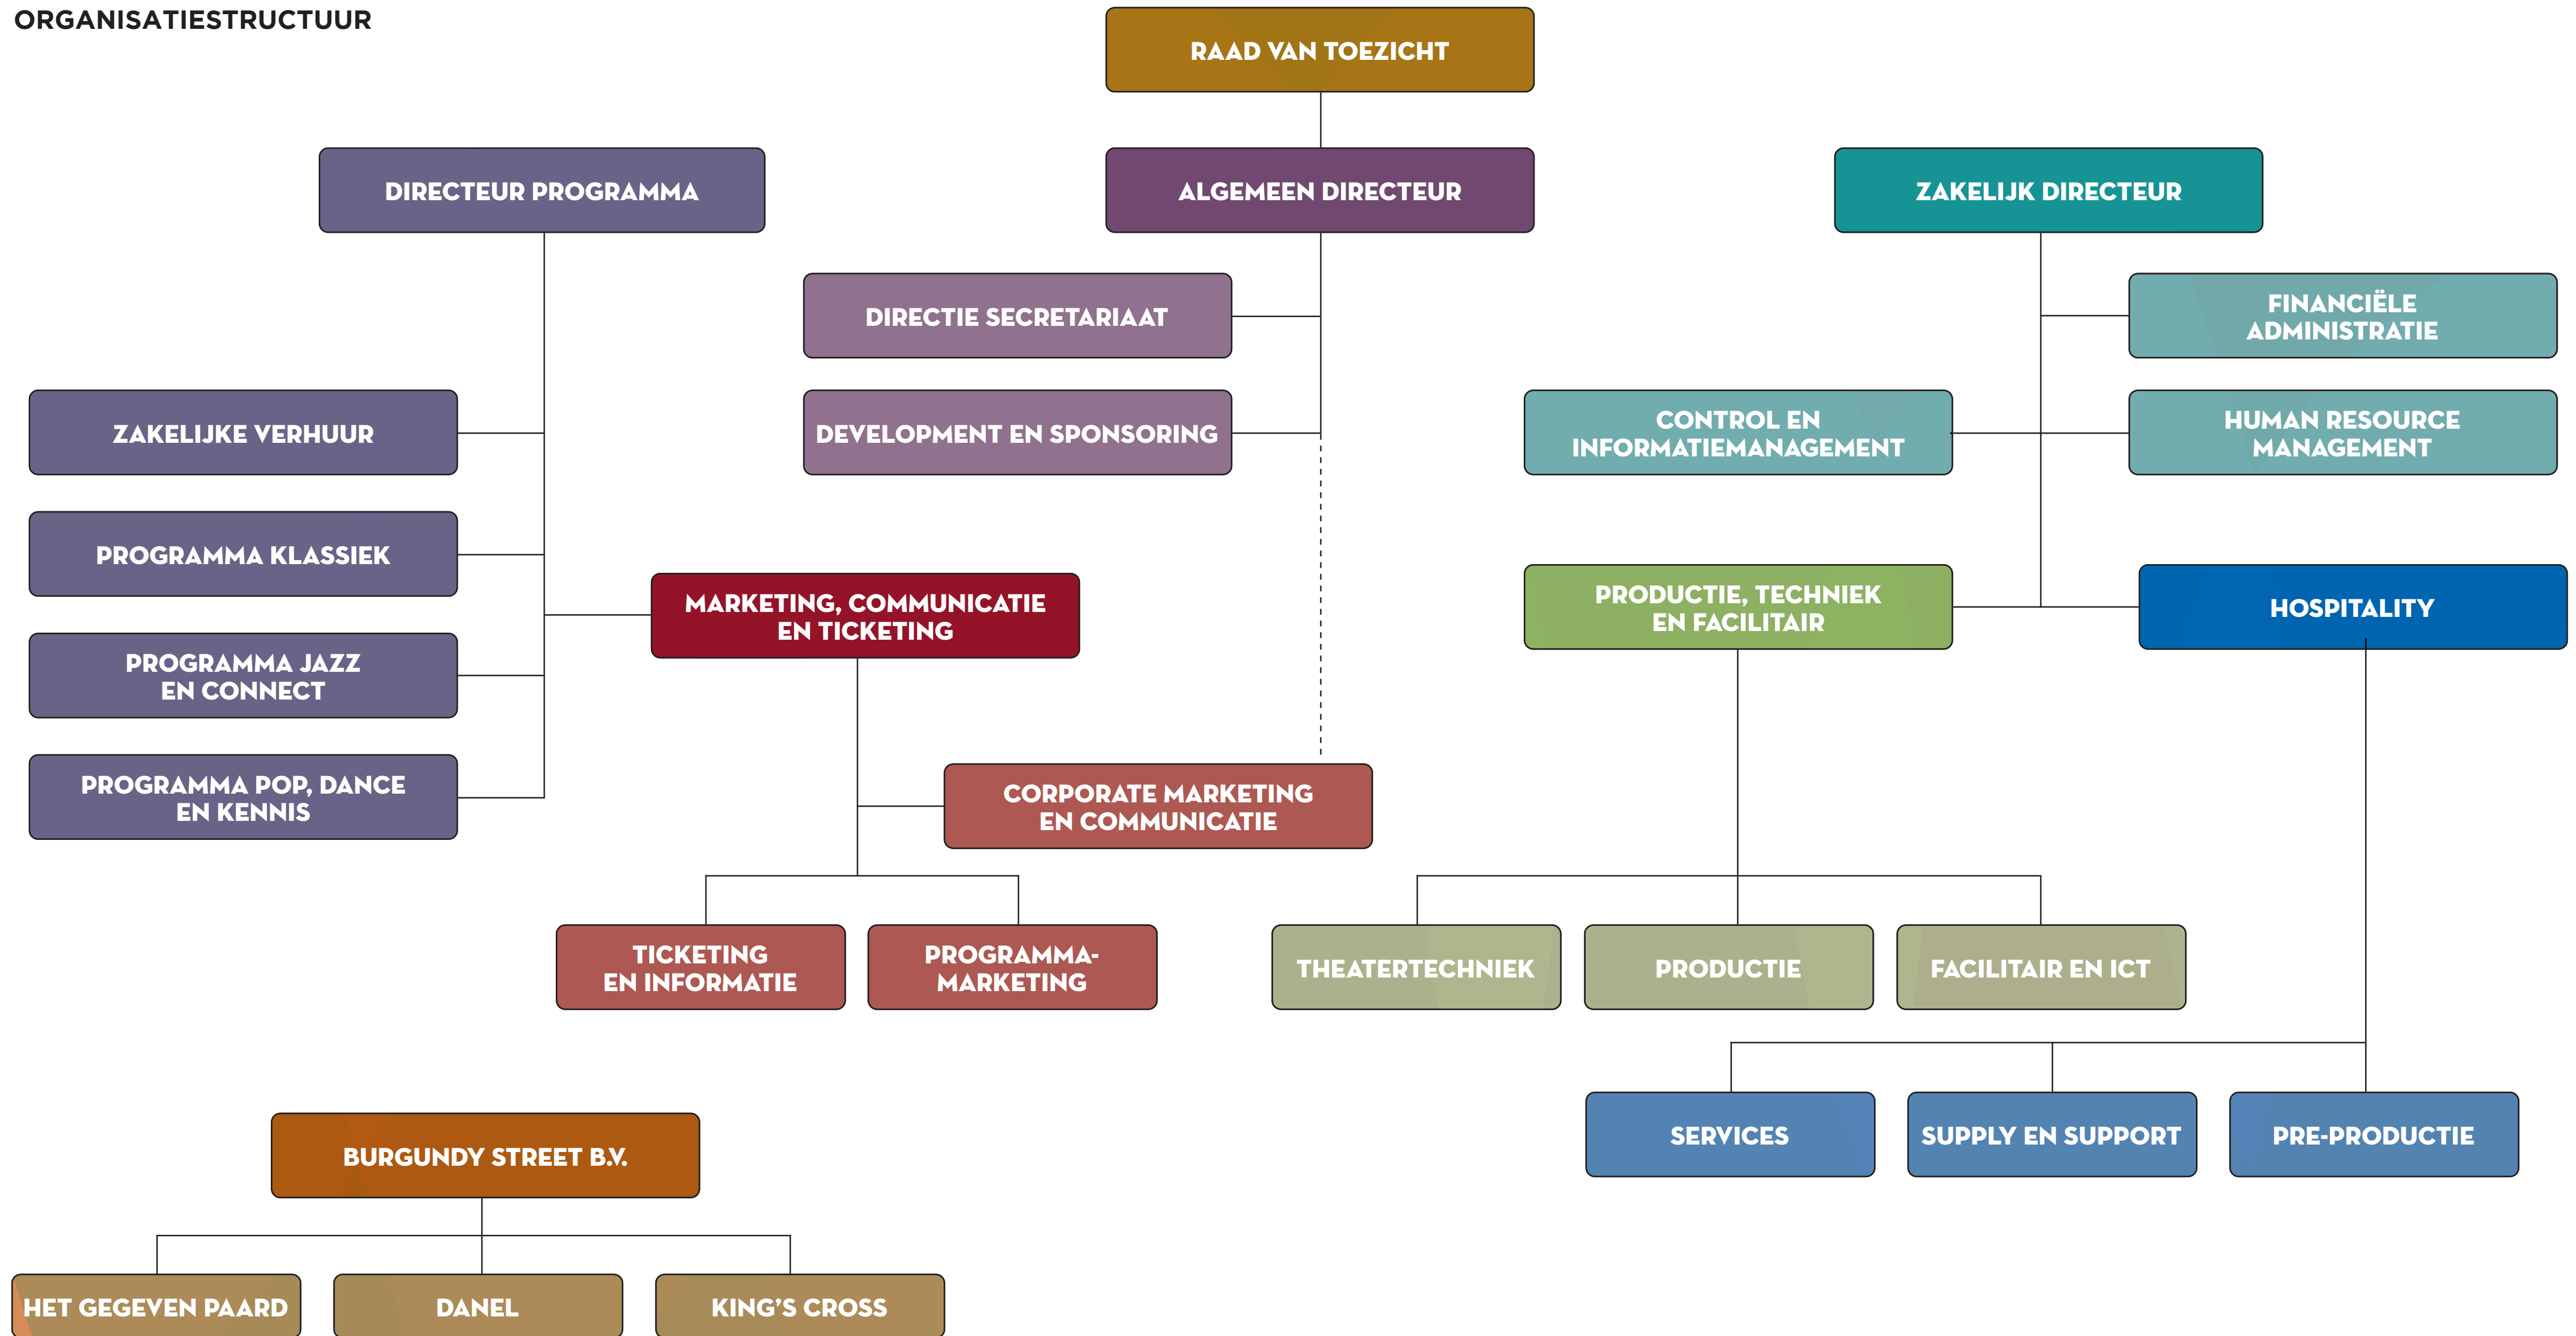 ORGANISATIESTRUCTUUR
RAAD VAN TOEZICHT
DIRECTEUR PROGRAMMA
ALGEMEEN DIRECTEUR
ZAKELIJK DIRECTEUR
DIRECTIE SECRETARIAAT
FINANCIËLE
ADMINISTRATIE
ZAKELIJKE VERHUUR
DEVELOPMENT EN SPONSORING
CONTROL EN
INFORMATIEMANAGEMENT
HUMAN RESOURCE
MANAGEMENT
PROGRAMMA KLASSIEK
MARKETING, COMMUNICATIE
EN TICKETING
PRODUCTIE, TECHNIEK
EN FACILITAIR
HOSPITALITY
PROGRAMMA JAZZ
EN CONNECT
PROGRAMMA POP, DANCE
EN KENNIS
CORPORATE MARKETING
EN COMMUNICATIE
TICKETING
EN INFORMATIE
PROGRAMMA-
MARKETING
THEATERTECHNIEK
PRODUCTIE
FACILITAIR EN ICT
SERVICES
SUPPLY EN SUPPORT
PRE-PRODUCTIE
BURGUNDY STREET B.V.
HET GEGEVEN PAARD
DANEL
KING'S CROSS